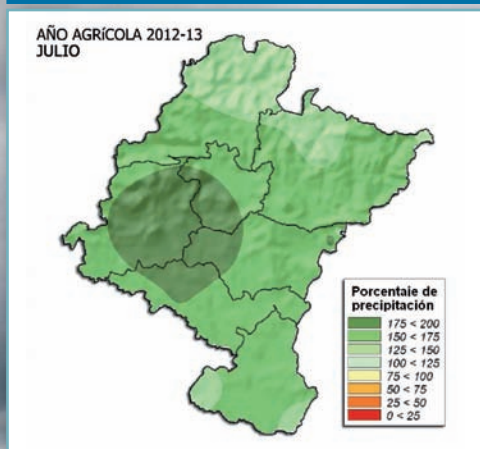 AÑO AGRÍCOLA 2012-13
JULIO
Porcentaje de
precipitación
175 < 200
150 < 175
125 < 150
100 < 125
75 < 100
50 < 75
25 < 50
0 < 25